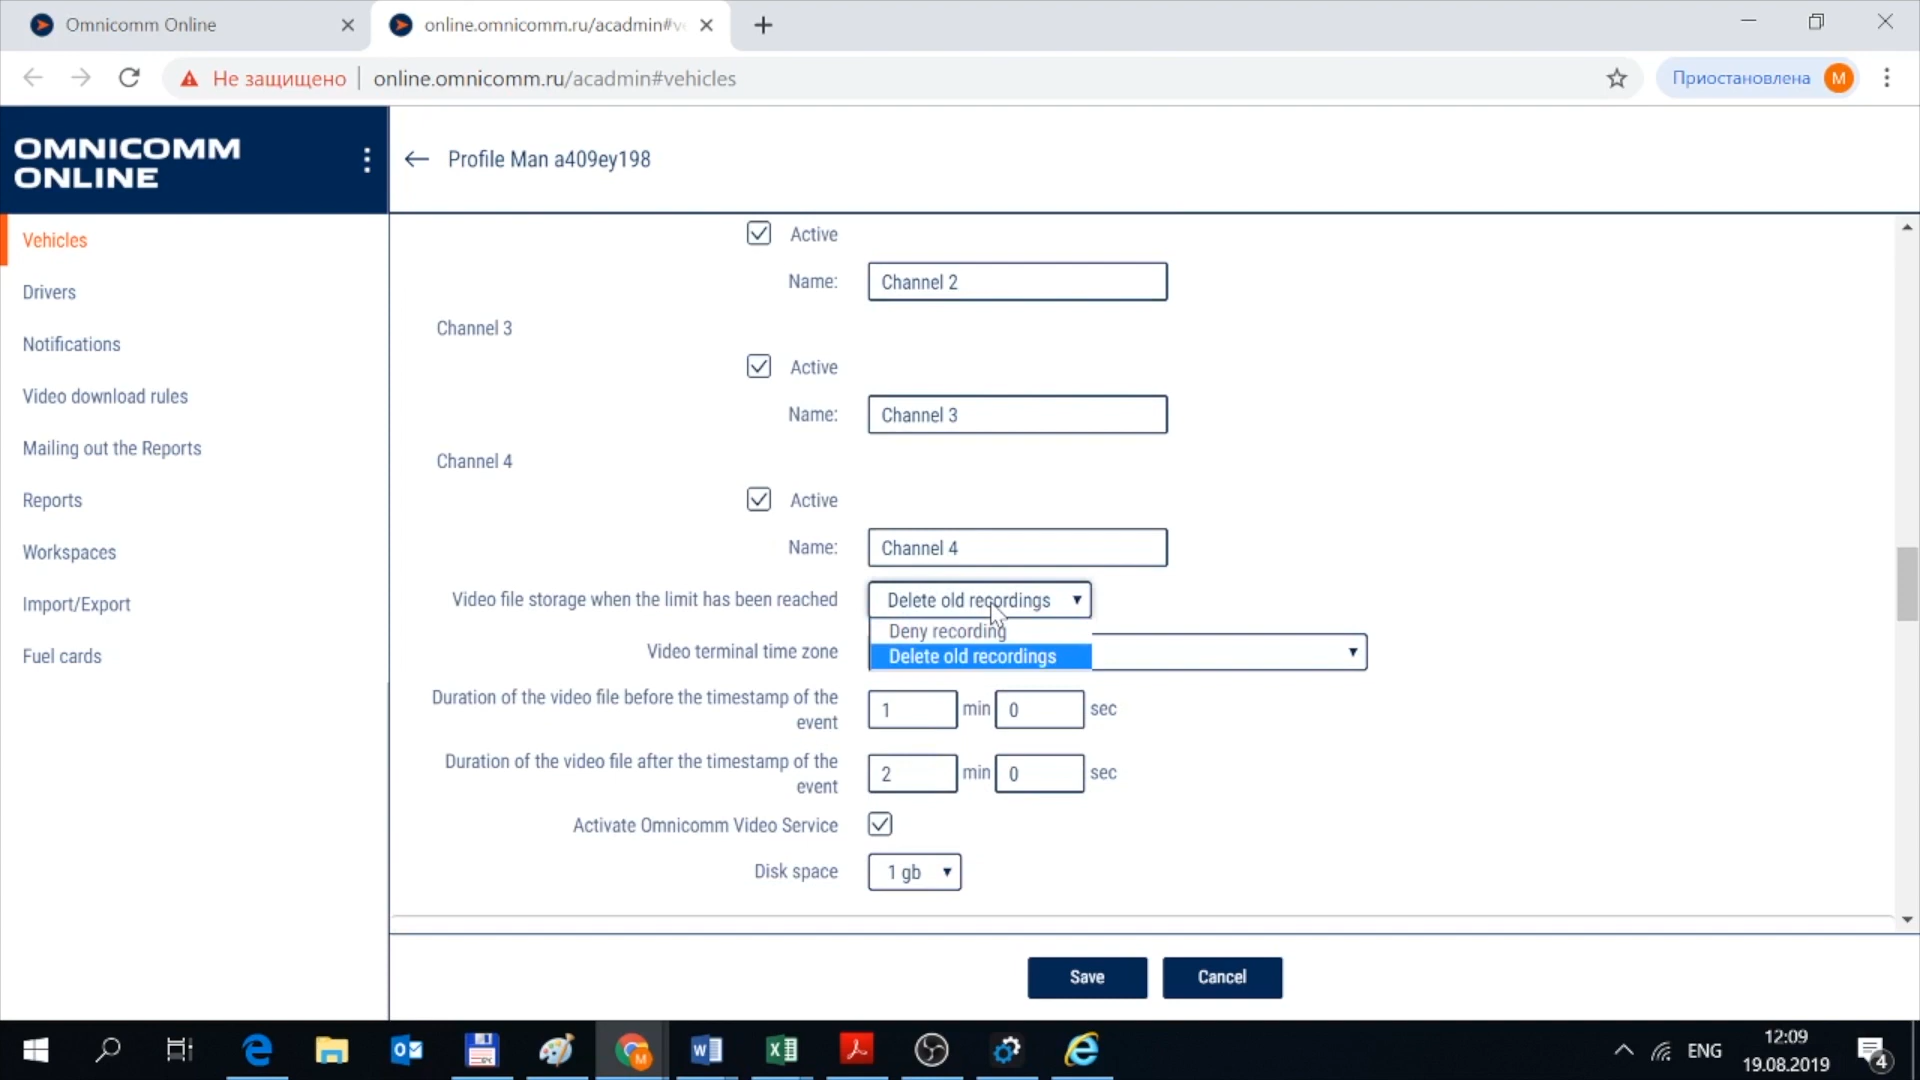 Omnicomm Online
online.omnicomm.ru/acadmin#ve
Не защищено
online.omnicomm.ru/acadmin#vehicles
Приостановлена
M
OMNICOMM
ONLINE
Profile Man a409ey198
Vehicles
Drivers
Notifications
Video download rules
Mailing out the Reports
Reports
Workspaces
Import/Export
Fuel cards
Active
Name: Channel 2
Channel 3
Active
Name: Channel 3
Channel 4
Active
Name: Channel 4
Video file storage when the limit has been reached Delete old recordings
Deny recording
Delete old recordings
Video terminal time zone
Duration of the video file before the timestamp of the
event
1 min 0 sec
Duration of the video file after the timestamp of the
event
2 min 0 sec
Activate Omnicomm Video Service
Disk space 1 gb
Save Cancel
ENG
12:09
19.08.2019
4